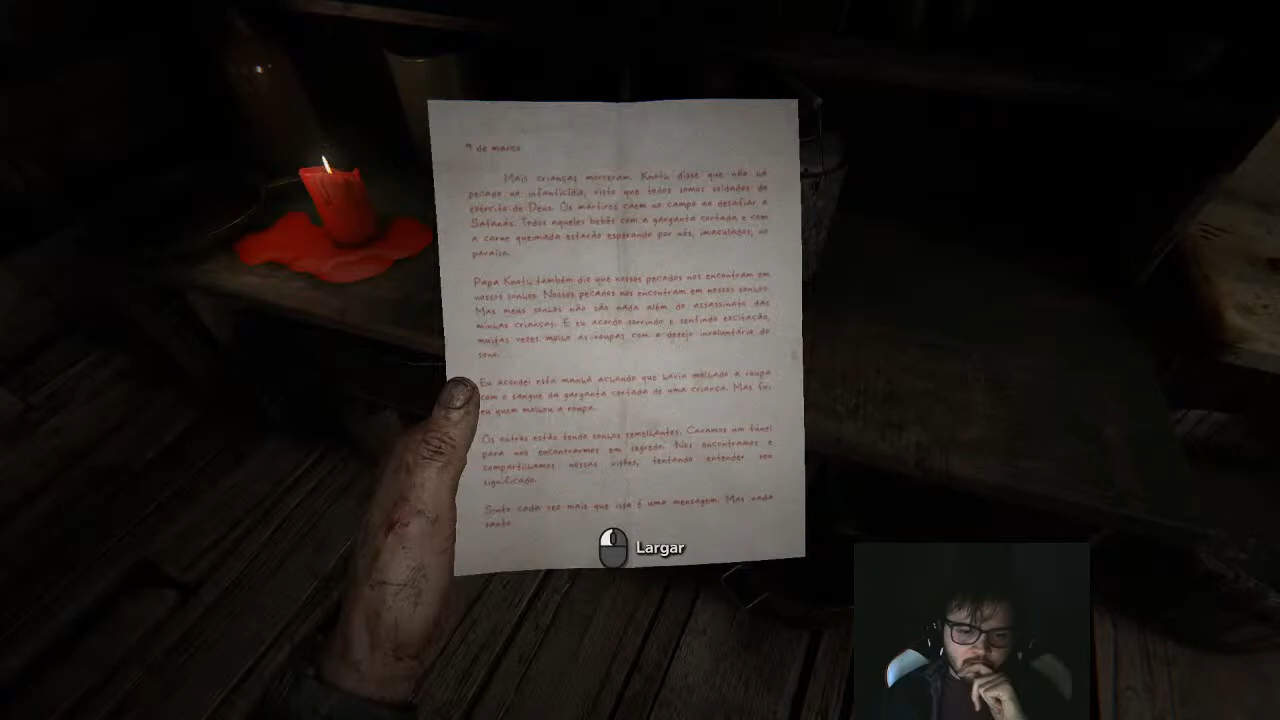 9 de março
Mais crianças morreram. Knoth disse que não há
pecado no infanticídio, visto que todos somos soldados do
exército de Deus. Os mártires caem no campo ao desafiar a
Satanás. Todos aqueles bebês com a garganta cortada e com
a carne queimada estarão esperando por nós, imaculados, no
paraíso.
Papa Knoth também diz que nossos pecados nos encontram em
nossos sonhos. Nossos pecados nos encontram em nossos sonhos.
Mas meus sonhos não são nada além do assassinato das
minhas crianças. E eu acordo sorrindo e sentindo excitação,
muitas vezes molho as roupas com o desejo involuntário do
sono.
Eu acordei esta manhã achando que havia molhado a roupa
com o sangue da garganta cortada de uma criança. Mas fui
eu quem molhou a roupa.
Os outros estão tendo sonhos semelhantes. Cavamos um túnel
para nos encontrarmos em segredo. Nos encontramos e
compartilhamos nossas visões, tentando entender seu
significado.
Sinto cada vez mais que isso é uma mensagem. Mas nada
santo.
Largar